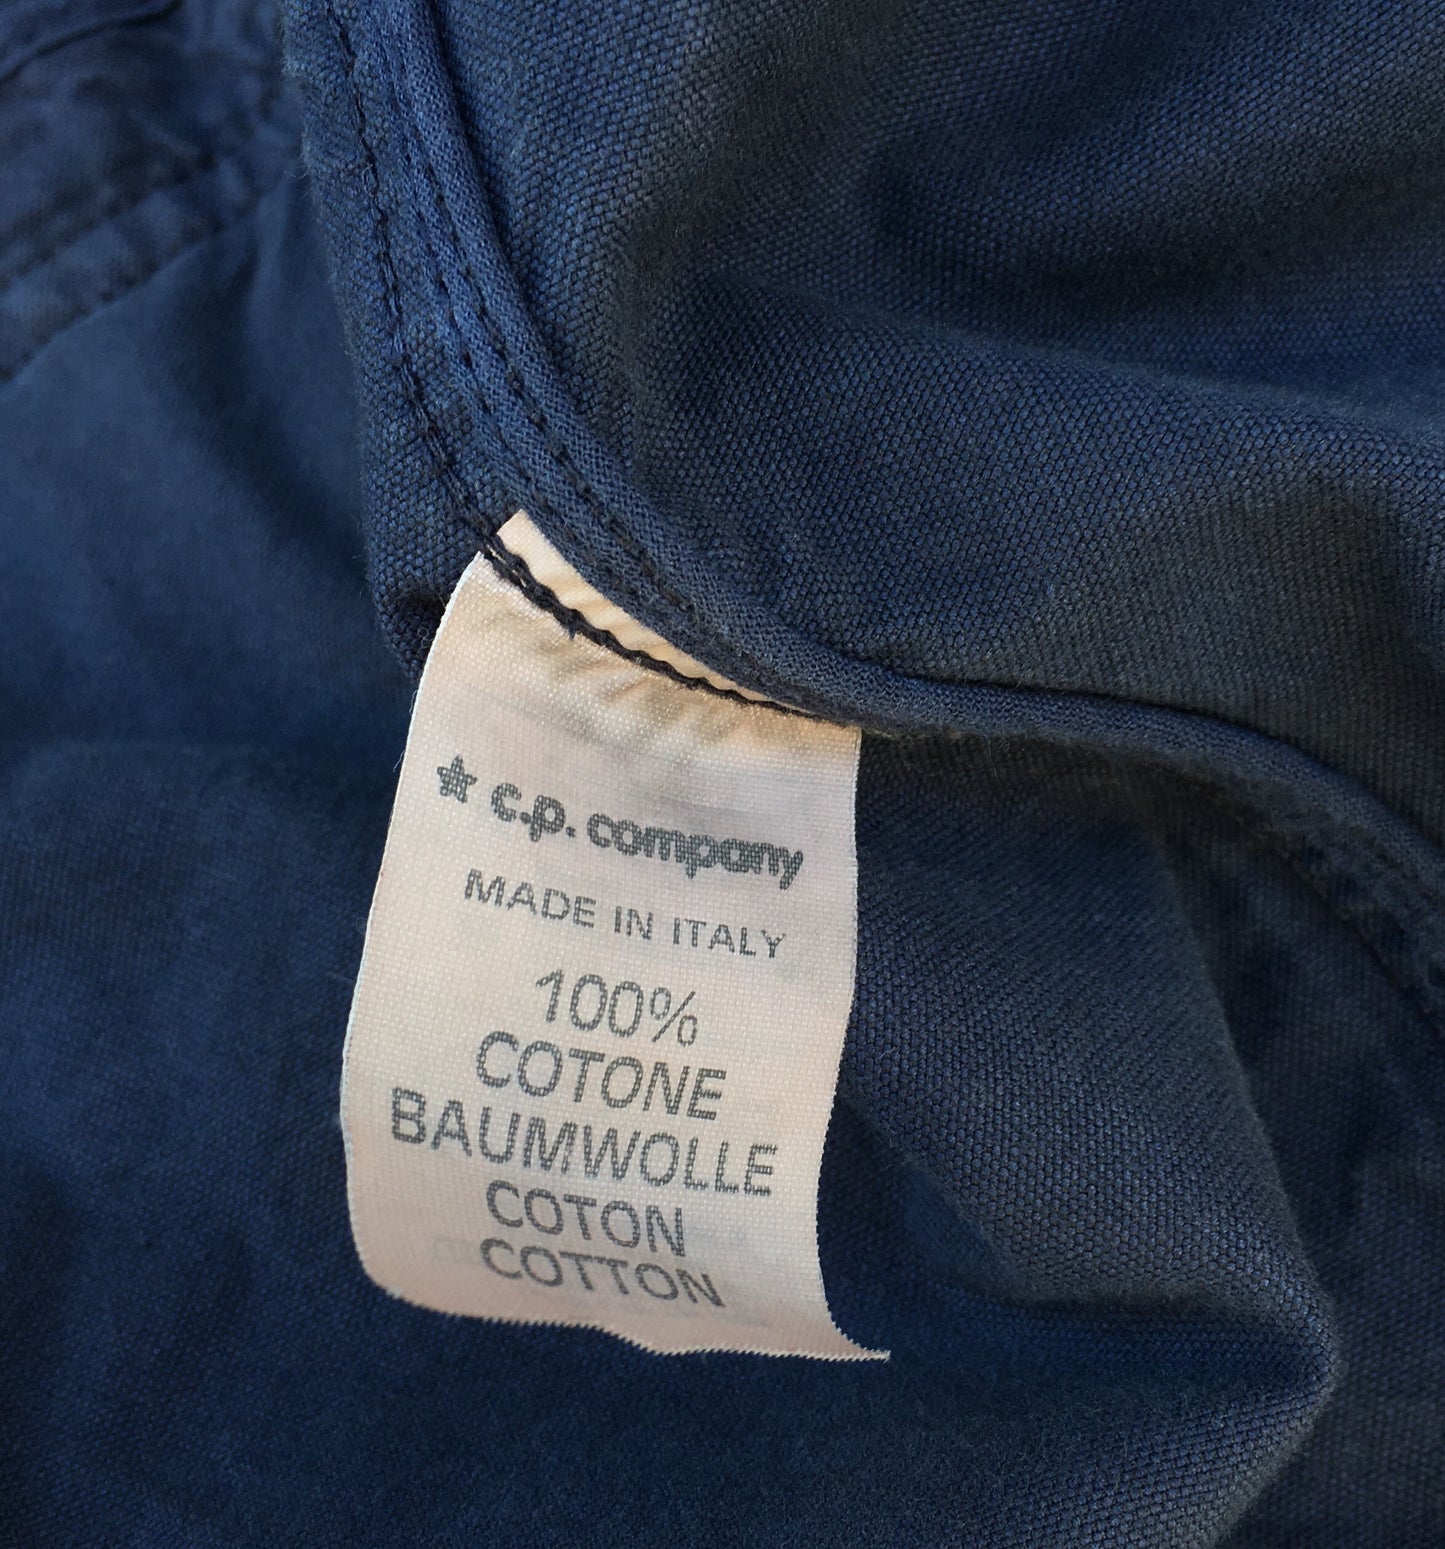 ★ c.p. company
MADE IN ITALY
100%
COTONE
BAUMWOLLE
COTON
COTTON